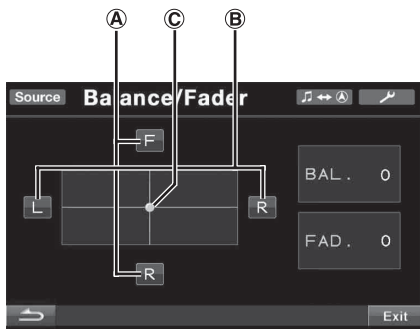 A C B
Source Balance/Fader
F
BAL. 0
L R
FAD. 0
R
Exit